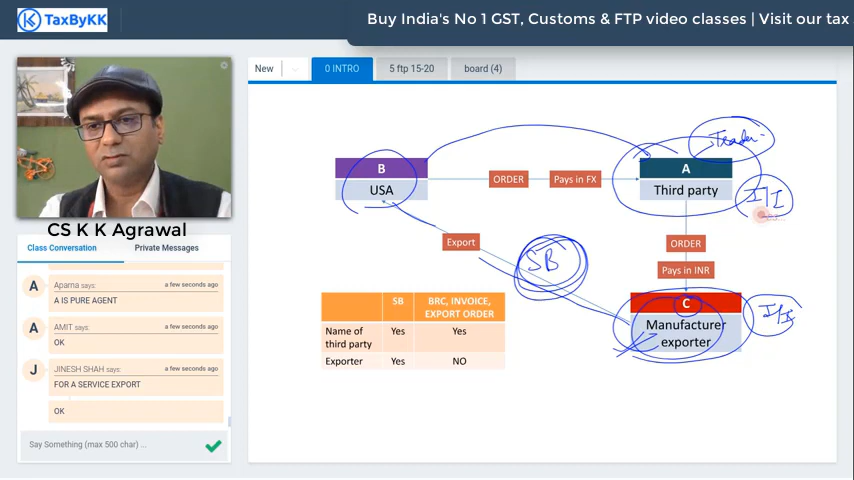 TaxByKK
Buy India's No 1 GST, Customs & FTP video classes | Visit our tax
New
0 INTRO
5 ftp 15-20
board (4)
CS K K Agrawal
Class Conversation
Private Messages
A
Aparna says:
a few seconds ago
A IS PURE AGENT
A
AMIT says:
a few seconds ago
OK
J
JINESH SHAH says:
a few seconds ago
FOR A SERVICE EXPORT
OK
Say Something (max 500 char) ...
Trader
B
USA
ORDER
Pays in FX
A
Third party
I/I
Export
SB
ORDER
Pays in INR
C
Manufacturer
exporter
I/I
SB
BRC, INVOICE,
EXPORT ORDER
Name of
third party
Yes
Yes
Exporter
Yes
NO